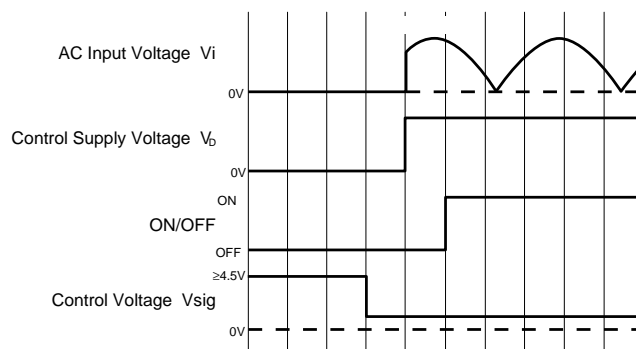 AC Input Voltage Vi
0V
Control Supply Voltage VD
0V
ON
ON/OFF
OFF
≥4.5V
Control Voltage Vsig
0V